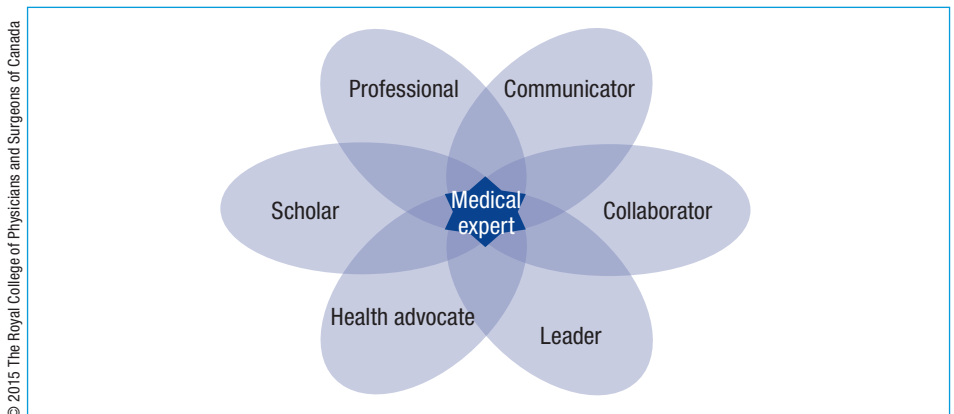 © 2015 The Royal College of Physicians and Surgeons of Canada
Professional
Communicator
Scholar
Medical
expert
Collaborator
Health advocate
Leader